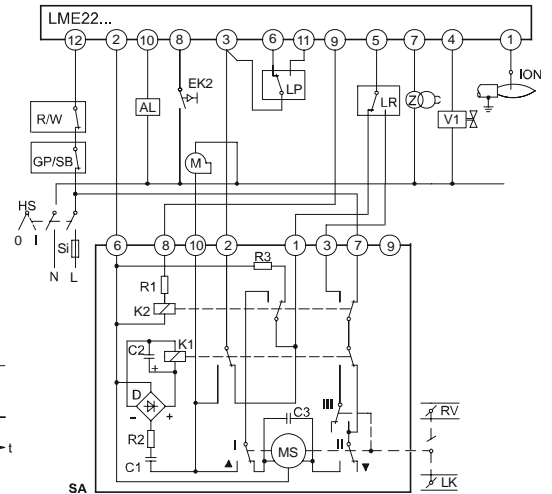 LME22...
12 2 10 8 3 6 11 9 5 7 4 1
EK2
ION
LP
R/W
AL
LR
Z
V1
GP/SB
M
HS
0 I
Si
N L
6 8 10 2 1 3 7 9
R3
R1
K2
C2
K1
+
D
- +
III
C3
RV
R2
I
MS
II
t
C1
LK
SA